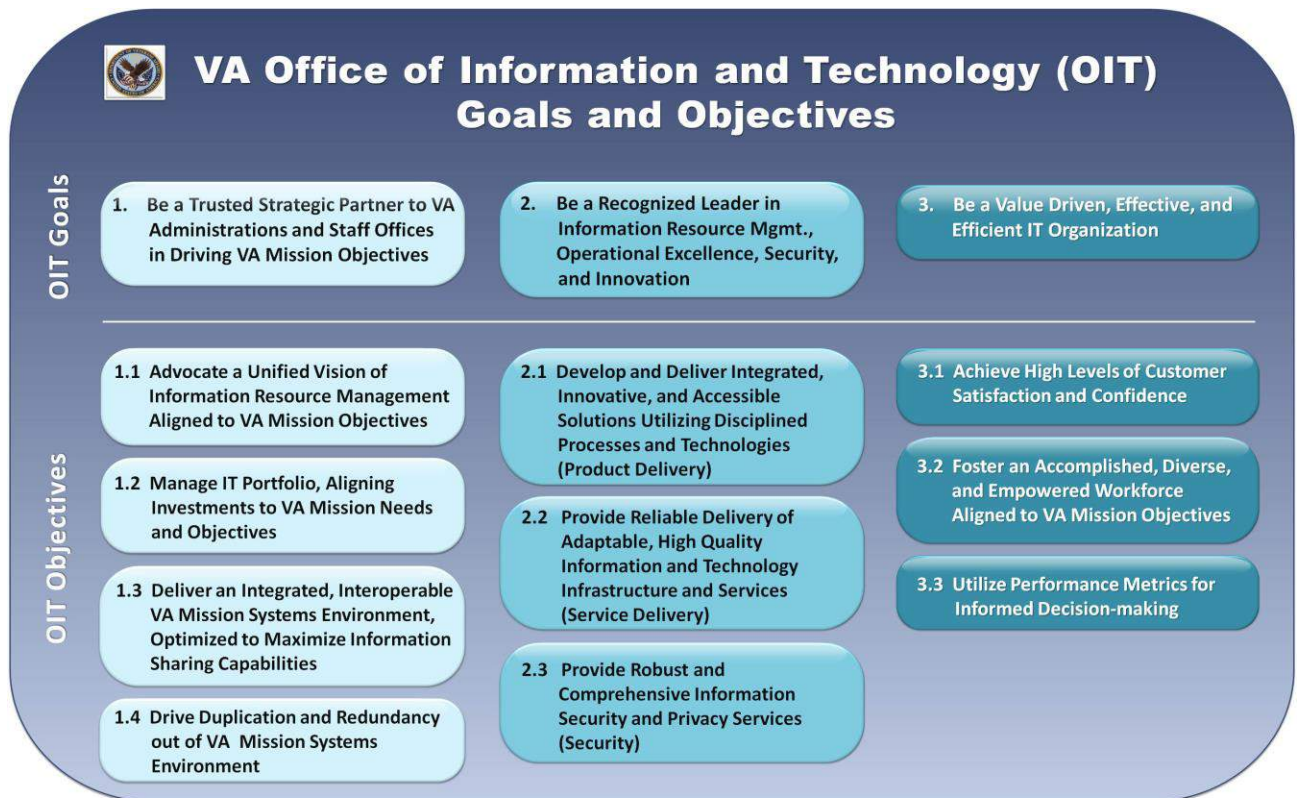 VA Office of Information and Technology (OIT)
Goals and Objectives
OIT Goals
1. Be a Trusted Strategic Partner to VA
Administrations and Staff Offices
in Driving VA Mission Objectives
2. Be a Recognized Leader in
Information Resource Mgmt.,
Operational Excellence, Security,
and Innovation
3. Be a Value Driven, Effective, and
Efficient IT Organization
OIT Objectives
1.1 Advocate a Unified Vision of
Information Resource Management
Aligned to VA Mission Objectives
1.2 Manage IT Portfolio, Aligning
Investments to VA Mission Needs
and Objectives
1.3 Deliver an Integrated, Interoperable
VA Mission Systems Environment,
Optimized to Maximize Information
Sharing Capabilities
1.4 Drive Duplication and Redundancy
out of VA Mission Systems
Environment
2.1 Develop and Deliver Integrated,
Innovative, and Accessible
Solutions Utilizing Disciplined
Processes and Technologies
(Product Delivery)
2.2 Provide Reliable Delivery of
Adaptable, High Quality
Information and Technology
Infrastructure and Services
(Service Delivery)
2.3 Provide Robust and
Comprehensive Information
Security and Privacy Services
(Security)
3.1 Achieve High Levels of Customer
Satisfaction and Confidence
3.2 Foster an Accomplished, Diverse,
and Empowered Workforce
Aligned to VA Mission Objectives
3.3 Utilize Performance Metrics for
Informed Decision-making